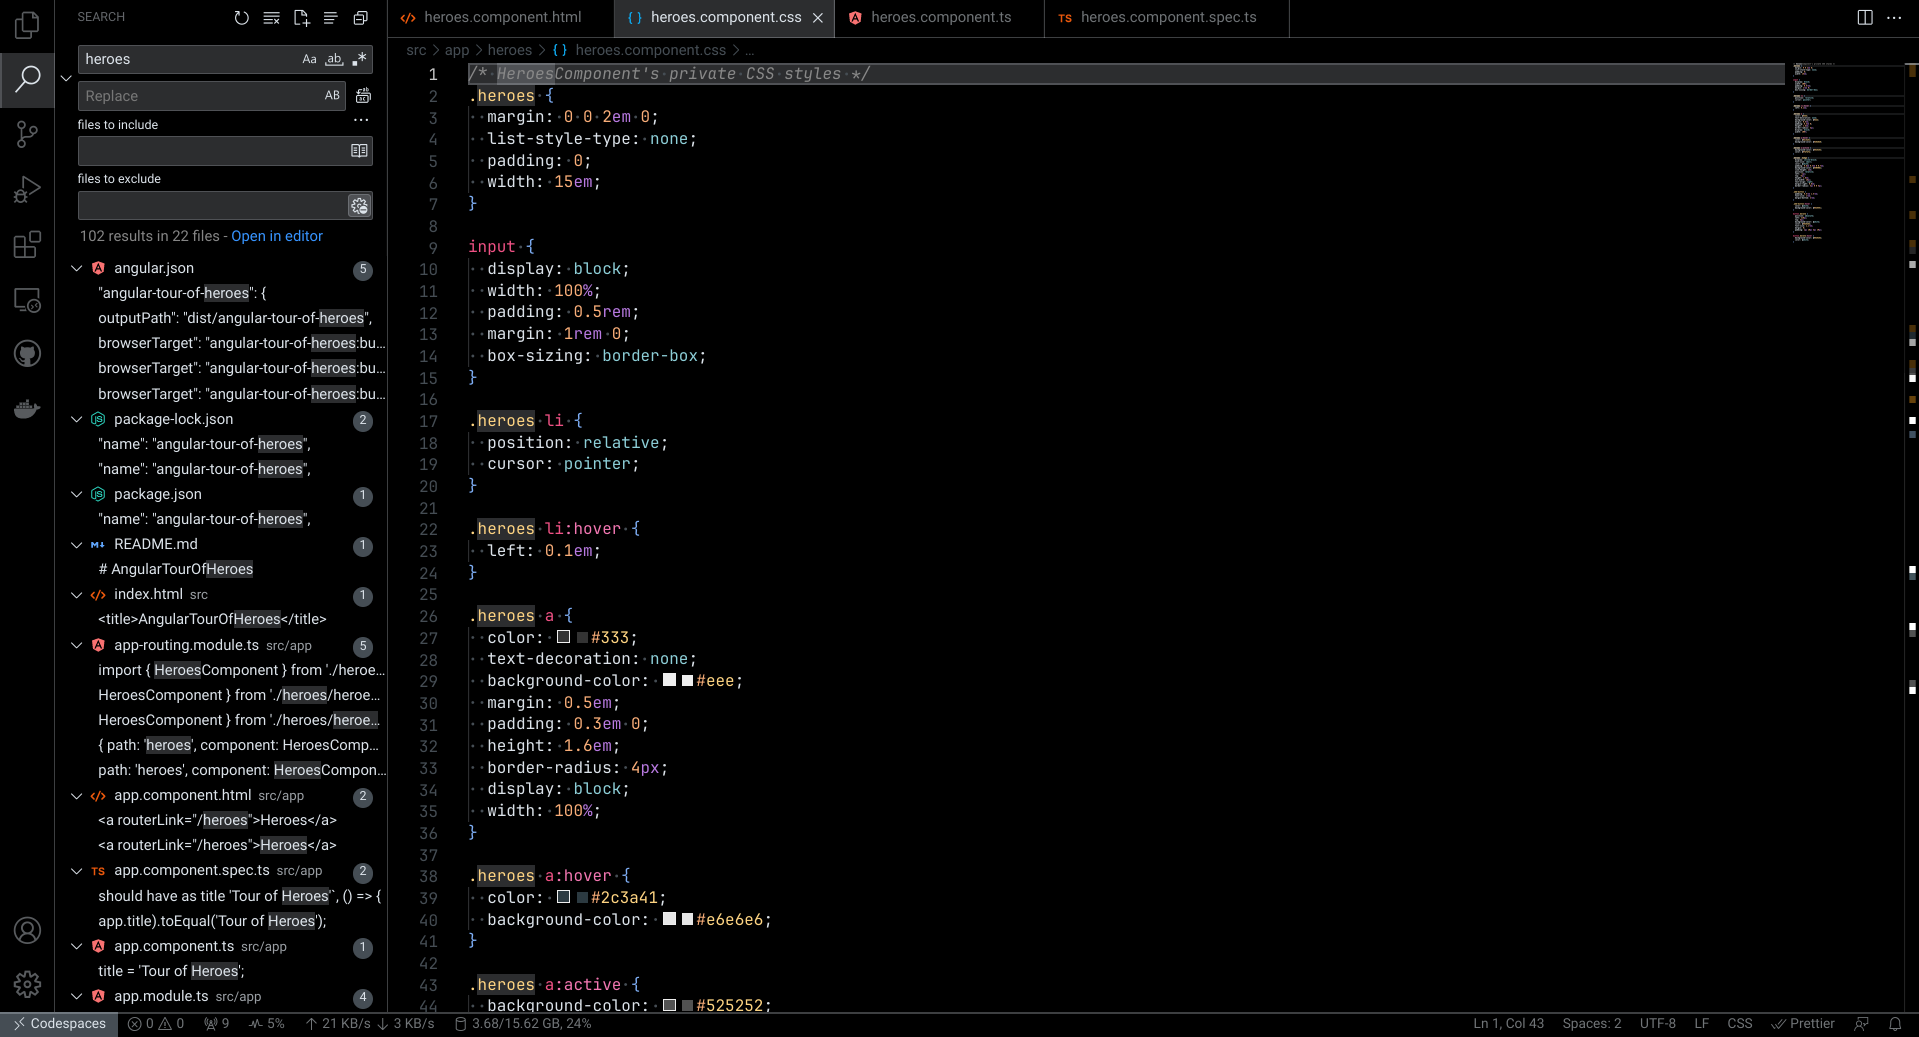 SEARCH
heroes
Aa ab .*
Replace
AB
files to include
files to exclude
102 results in 22 files - Open in editor
angular.json 5
"angular-tour-of-heroes": {
outputPath": "dist/angular-tour-of-heroes",
browserTarget": "angular-tour-of-heroes:bu...
browserTarget": "angular-tour-of-heroes:bu...
browserTarget": "angular-tour-of-heroes:bu...
package-lock.json 2
"name": "angular-tour-of-heroes",
"name": "angular-tour-of-heroes",
package.json 1
"name": "angular-tour-of-heroes",
README.md 1
# AngularTourOfHeroes
index.html src 1
<title>AngularTourOfHeroes</title>
app-routing.module.ts src/app 5
import { HeroesComponent } from './heroe...
HeroesComponent } from './heroes/heroe...
HeroesComponent } from './heroes/heroe...
{ path: 'heroes', component: HeroesComp...
path: 'heroes', component: HeroesCompon...
app.component.html src/app 2
<a routerLink="/heroes">Heroes</a>
<a routerLink="/heroes">Heroes</a>
TS app.component.spec.ts src/app 2
should have as title 'Tour of Heroes'`, () => {
app.title).toEqual('Tour of Heroes');
app.component.ts src/app 1
title = 'Tour of Heroes';
app.module.ts src/app 4
heroes.component.html
{ } heroes.component.css
heroes.component.ts
TS heroes.component.spec.ts
src > app > heroes > { } heroes.component.css > ...
1 /* HeroesComponent's private CSS styles */
2 .heroes {
3 margin: 0 0 2em 0;
4 list-style-type: none;
5 padding: 0;
6 width: 15em;
7 }
8
9 input {
10 display: block;
11 width: 100%;
12 padding: 0.5rem;
13 margin: 1rem 0;
14 box-sizing: border-box;
15 }
16
17 .heroes li {
18 position: relative;
19 cursor: pointer;
20 }
21
22 .heroes li:hover {
23 left: 0.1em;
24 }
25
26 .heroes a {
27 color: #333;
28 text-decoration: none;
29 background-color: #eee;
30 margin: 0.5em;
31 padding: 0.3em 0;
32 height: 1.6em;
33 border-radius: 4px;
34 display: block;
35 width: 100%;
36 }
37
38 .heroes a:hover {
39 color: #2c3a41;
40 background-color: #e6e6e6;
41 }
42
43 .heroes a:active {
44 background-color: #525252;
Codespaces 0 0 9 5% ↑ 21 KB/s ↓ 3 KB/s 3.68/15.62 GB, 24%
Ln 1, Col 43 Spaces: 2 UTF-8 LF CSS Prettier